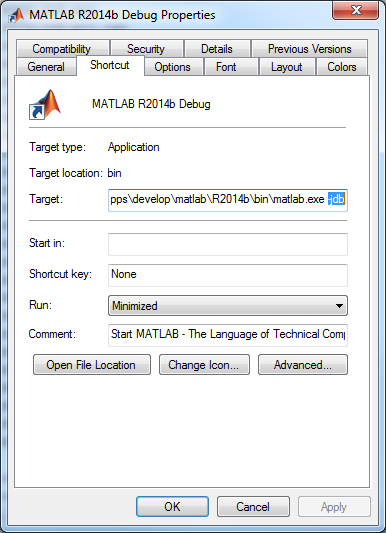 MATLAB R2014b Debug Properties
Compatibility Security Details Previous Versions
General Shortcut Options Font Layout Colors
MATLAB R2014b Debug
Target type: Application
Target location: bin
Target: pps\develop\matlab\R2014b\bin\matlab.exe -jdb
Start in:
Shortcut key: None
Run: Minimized
Comment: Start MATLAB - The Language of Technical Comp
Open File Location Change Icon... Advanced...
OK Cancel Apply